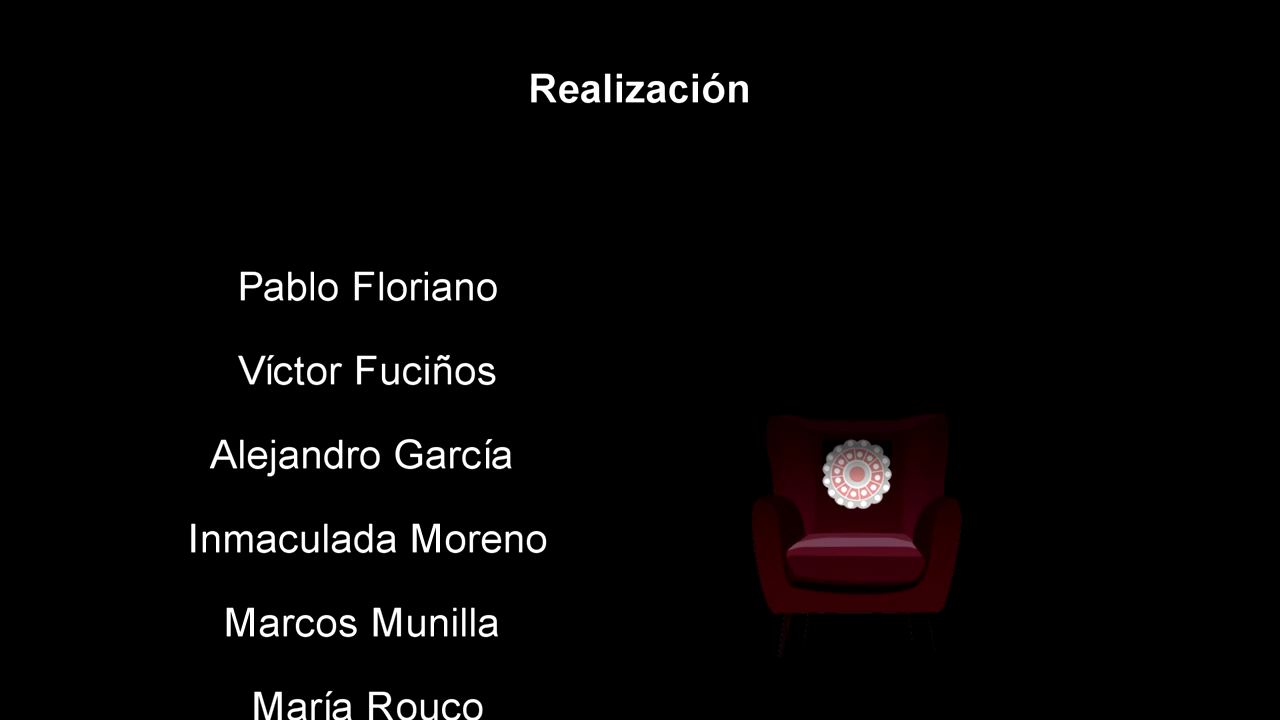 Realización
Pablo Floriano
Víctor Fuciños
Alejandro García
Inmaculada Moreno
Marcos Munilla
María Rouco